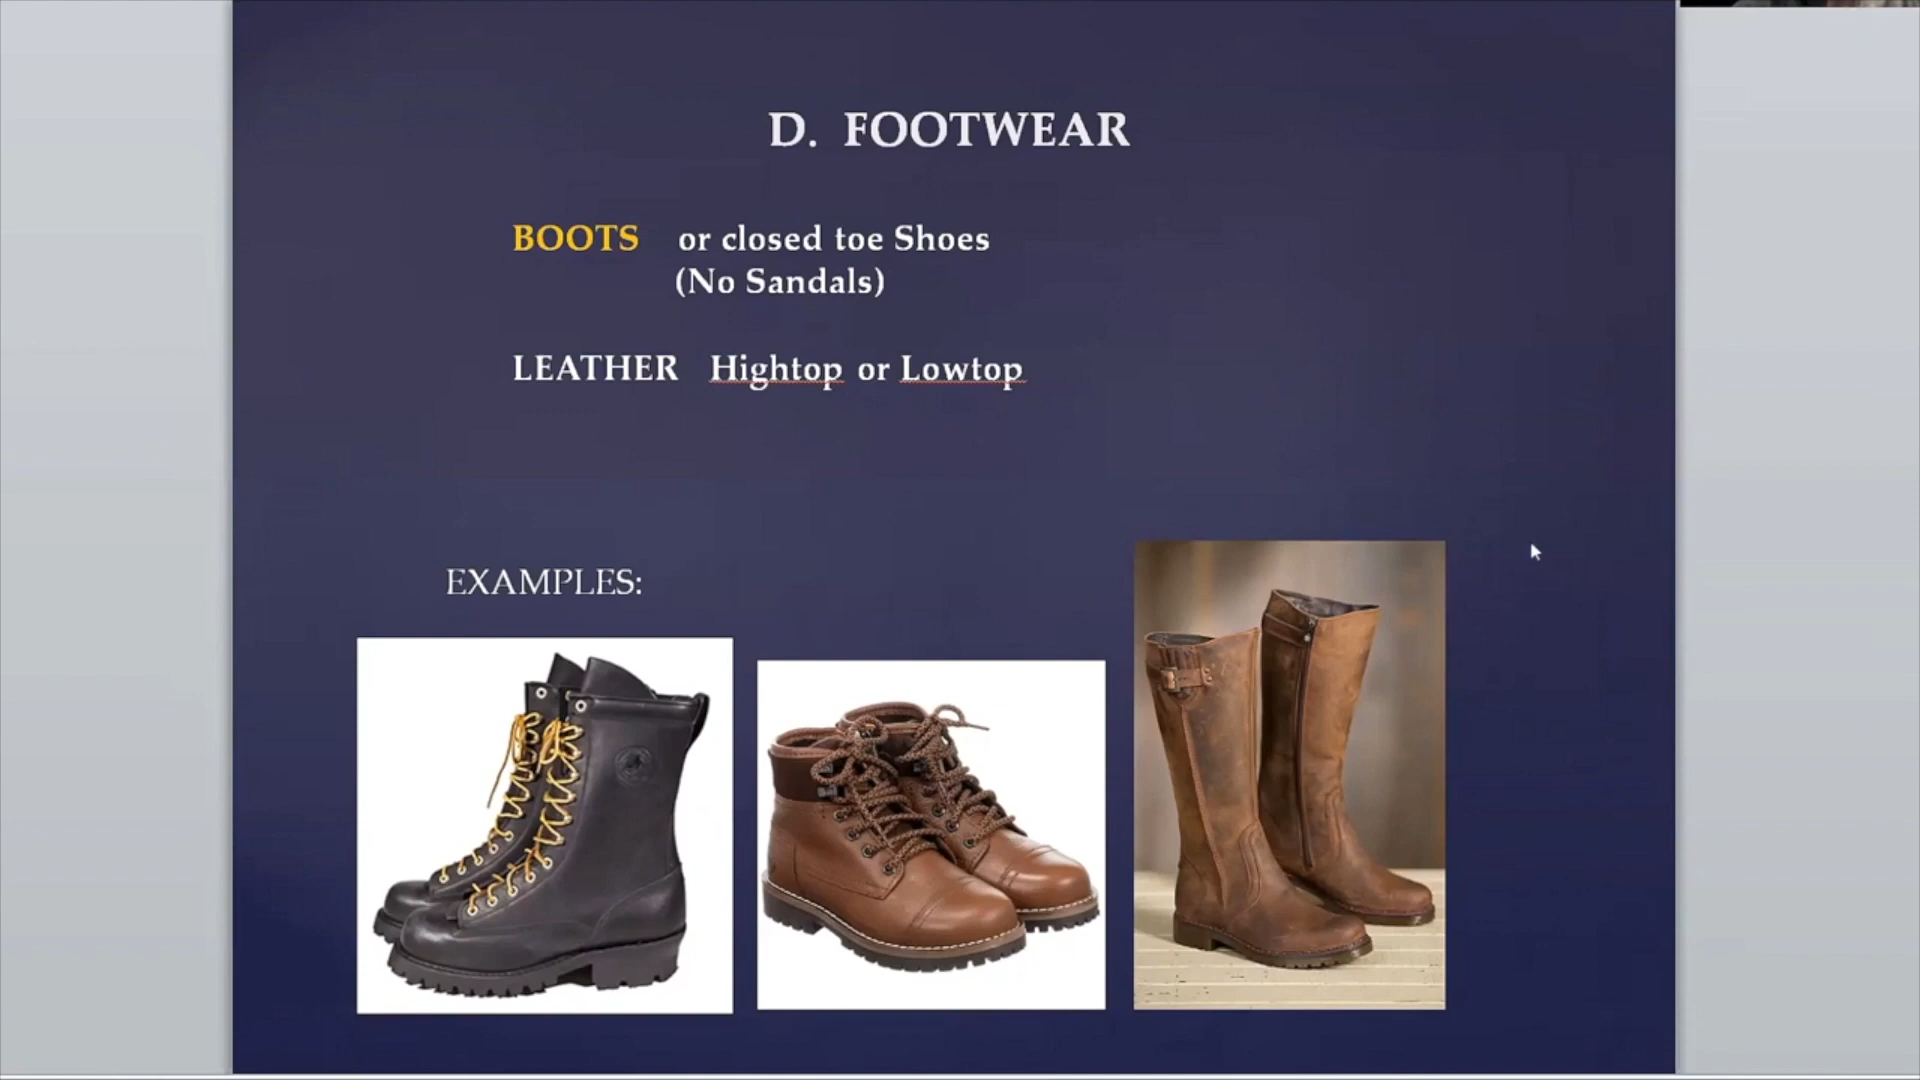 D. FOOTWEAR
BOOTS or closed toe Shoes
(No Sandals)
LEATHER Hightop or Lowtop
EXAMPLES: